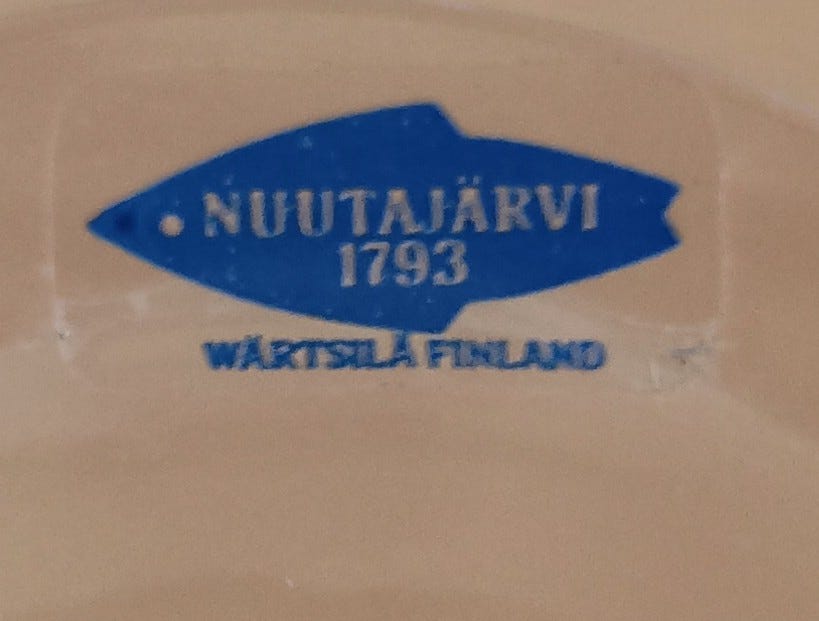 NUUTAJÄRVI
1793
WÄRTSILÄ FINLAND